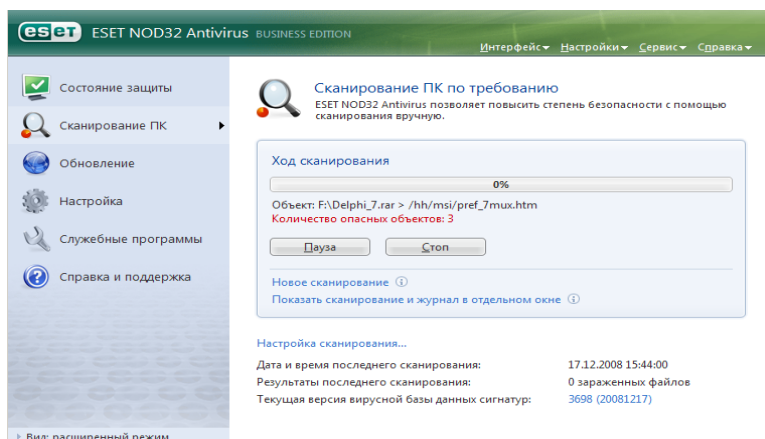 eset ESET NOD32 Antivirus BUSINESS EDITION
Интерфейс Настройки Сервис Справка
Состояние защиты
Сканирование ПК
Обновление
Настройка
Служебные программы
Справка и поддержка
Вид: расширенный режим
Сканирование ПК по требованию
ESET NOD32 Antivirus позволяет повысить степень безопасности с помощью
сканирования вручную.
Ход сканирования
0%
Объект: F:\Delphi_7.rar > /hh/msi/pref_7mux.htm
Количество опасных объектов: 3
Пауза Стоп
Новое сканирование
Показать сканирование и журнал в отдельном окне
Настройка сканирования...
Дата и время последнего сканирования: 17.12.2008 15:44:00
Результаты последнего сканирования: 0 зараженных файлов
Текущая версия вирусной базы данных сигнатур: 3698 (20081217)